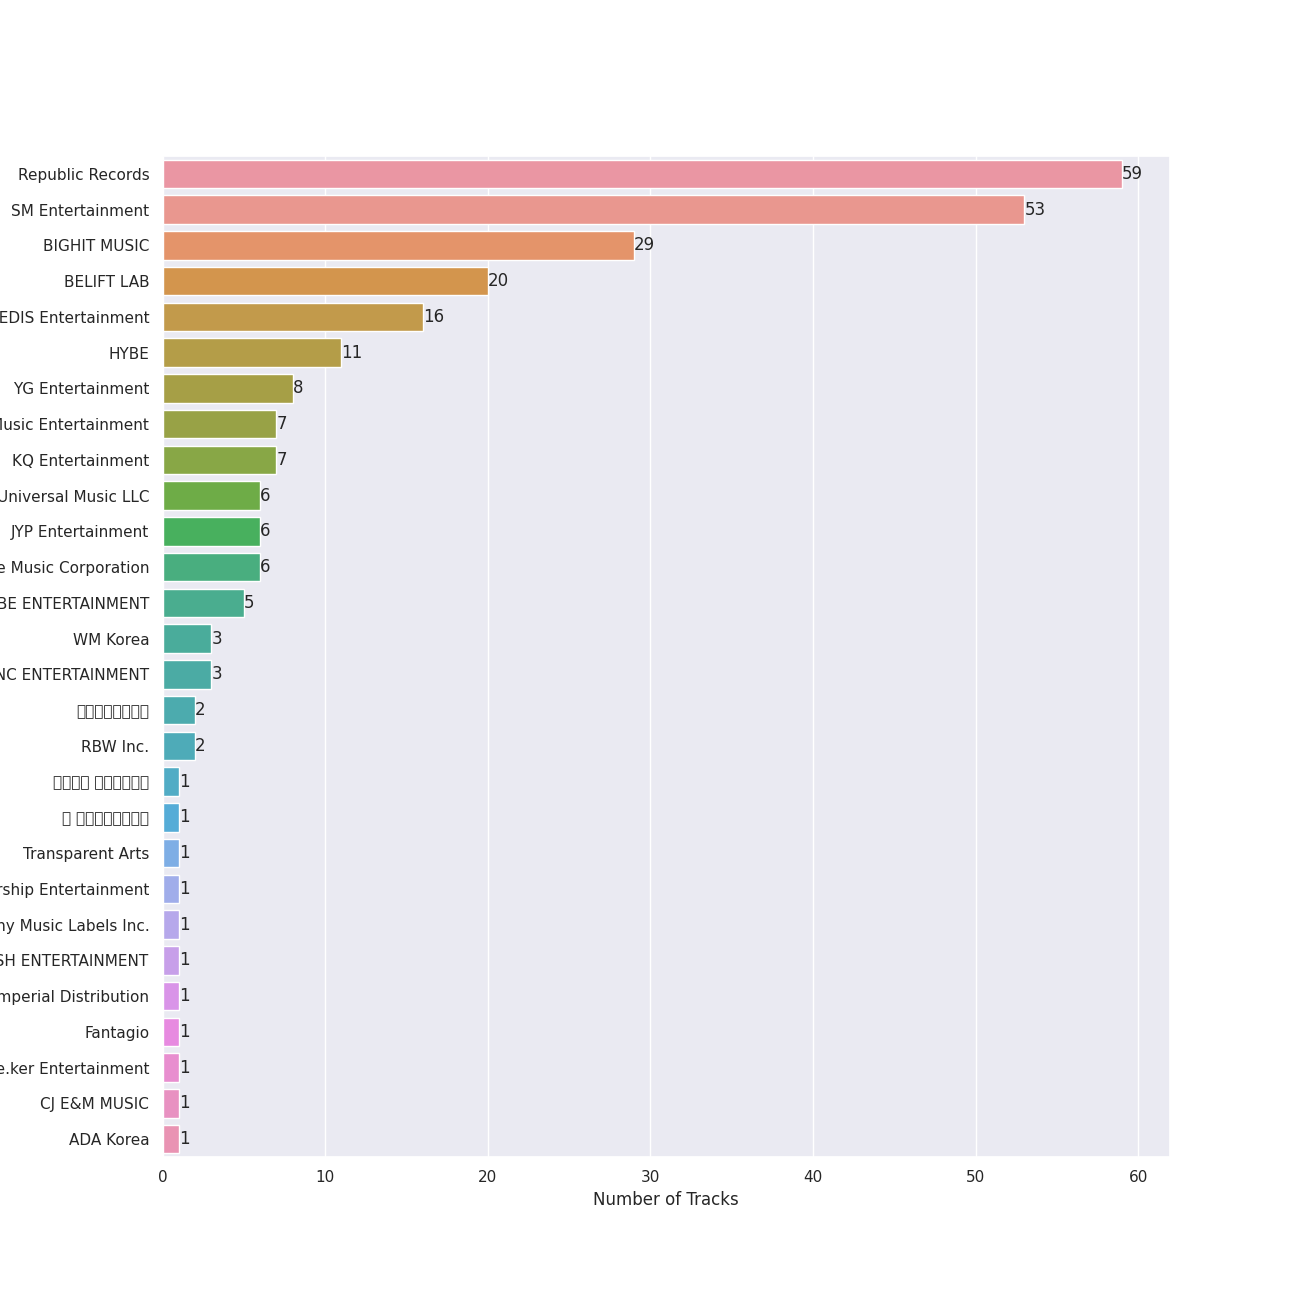 Republic Records 59
SM Entertainment 53
BIGHIT MUSIC 29
BELIFT LAB 20
EDIS Entertainment 16
HYBE 11
YG Entertainment 8
Music Entertainment 7
KQ Entertainment 7
Universal Music LLC 6
JYP Entertainment 6
e Music Corporation 6
BE ENTERTAINMENT 5
WM Korea 3
NC ENTERTAINMENT 3
2
RBW Inc. 2
1
1
Transparent Arts 1
rship Entertainment 1
ny Music Labels Inc. 1
SH ENTERTAINMENT 1
mperial Distribution 1
Fantagio 1
e.ker Entertainment 1
CJ E&M MUSIC 1
ADA Korea 1
0 10 20 30 40 50 60
Number of Tracks